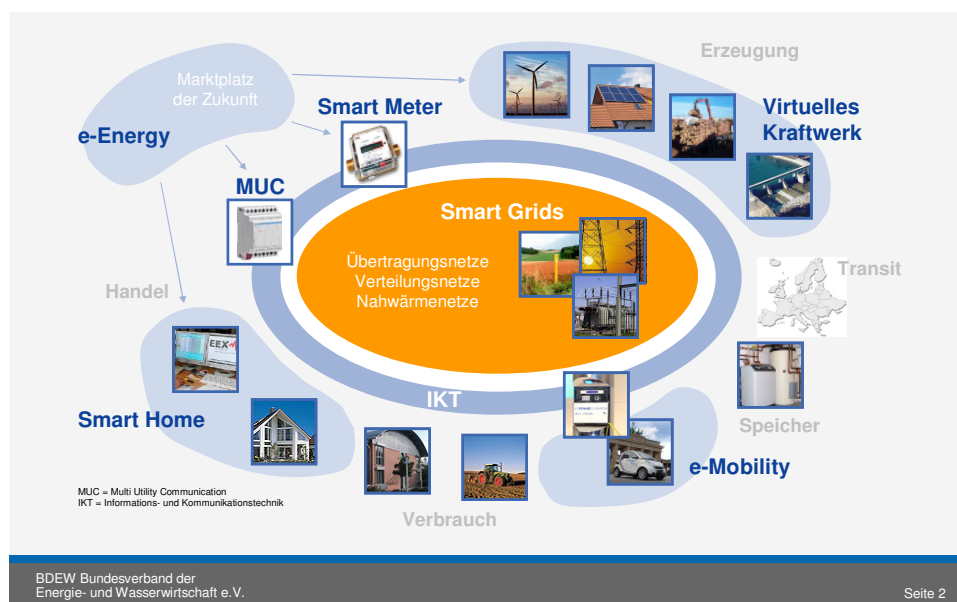 Erzeugung
Marktplatz
der Zukunft
e-Energy
Smart Meter
Virtuelles
Kraftwerk
MUC
Smart Grids
Übertragungsnetze
Verteilungsnetze
Nahwärmenetze
Transit
Handel
EEX
IKT
Smart Home
Speicher
e-Mobility
MUC = Multi Utility Communication
IKT = Informations- und Kommunikationstechnik
Verbrauch
BDEW Bundesverband der
Energie- und Wasserwirtschaft e.V.
Seite 2